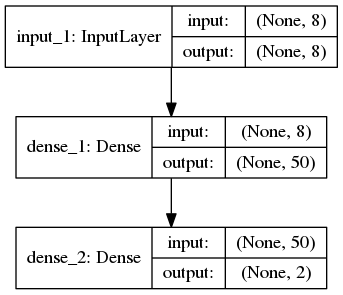 input_1: InputLayer
input: (None, 8)
output: (None, 8)
dense_1: Dense
input: (None, 8)
output: (None, 50)
dense_2: Dense
input: (None, 50)
output: (None, 2)